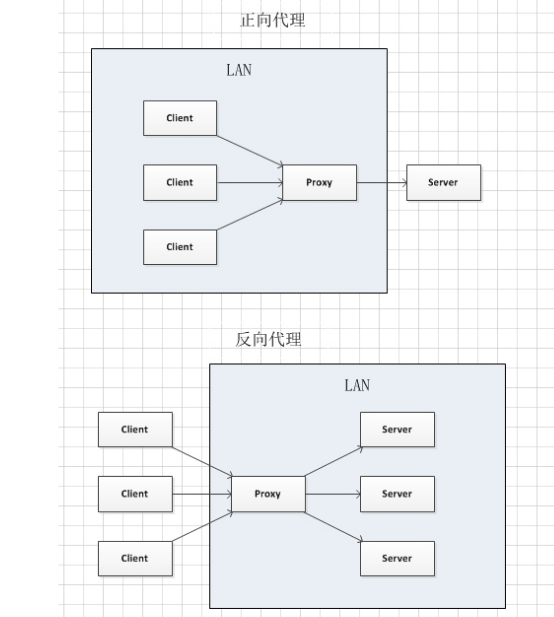 正向代理
LAN
Client
Client
Proxy
Server
Client
反向代理
LAN
Client
Server
Client
Proxy
Server
Client
Server